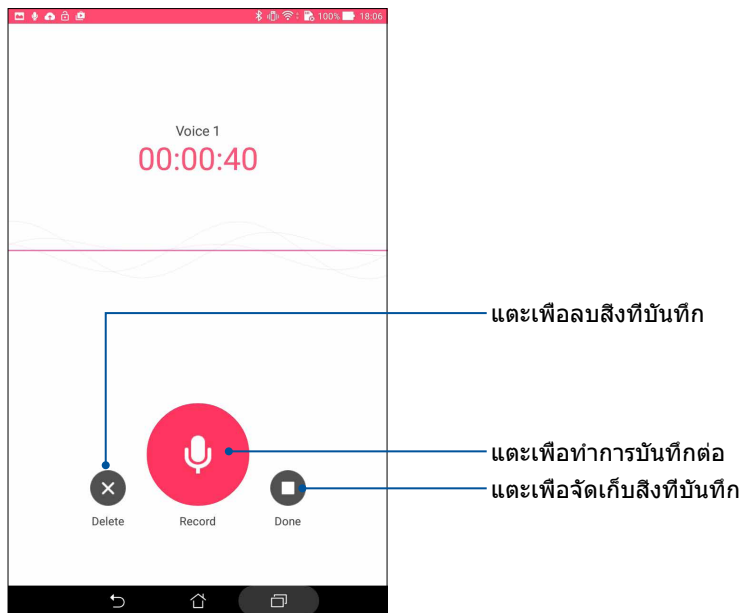 100% 18:06
Voice 1
00:00:40
แตะเพื่อลบสิ่งที่บันทึก
แตะเพื่อทำการบันทึกต่อ
แตะเพื่อจัดเก็บสิ่งที่บันทึก
Delete Record Done